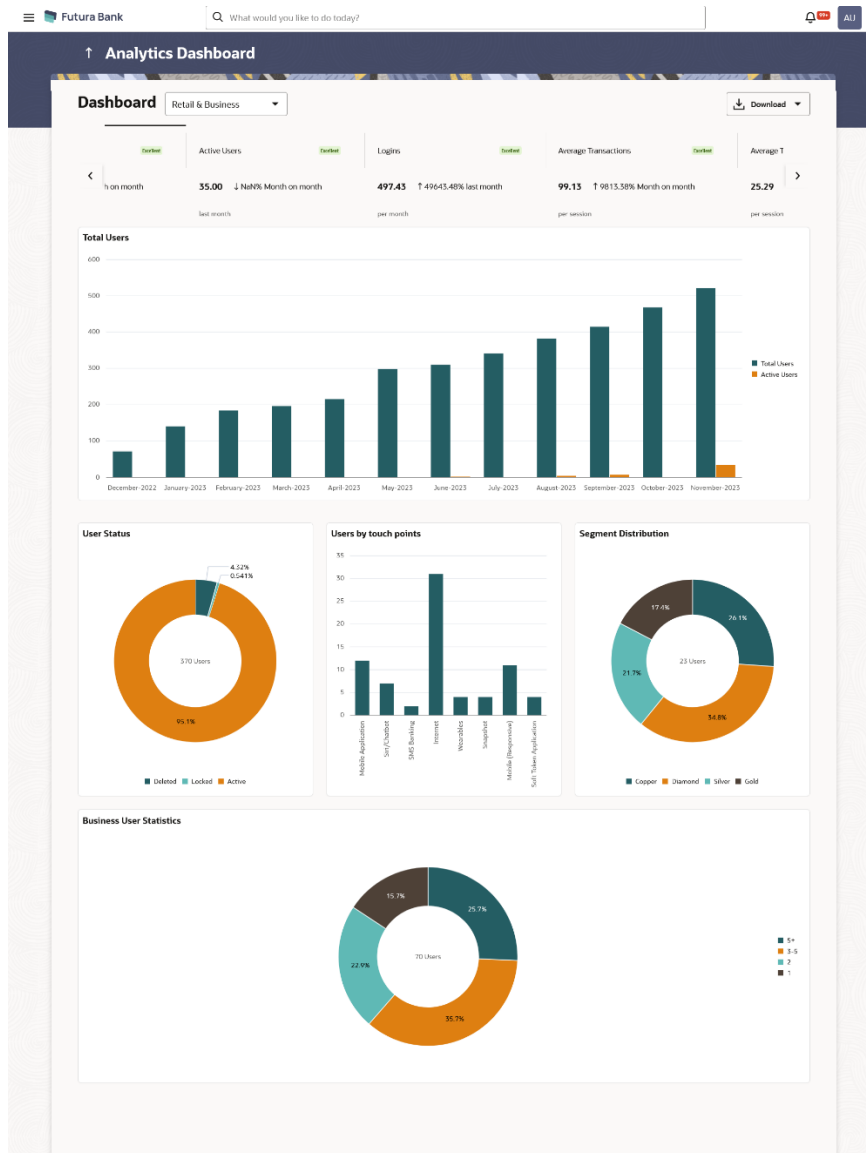 Futura Bank
What would you like to do today?
99+
AU
↑ Analytics Dashboard
Dashboard
Retail & Business
Download
Excellent
Active Users
Excellent
Logins
Excellent
Average Transactions
Excellent
Average T
h on month
35.00 ↓ NaN% Month on month
497.43 ↑ 49643.48% last month
99.13 ↑ 9813.38% Month on month
25.29
last month
per month
per session
per session
Total Users
600
500
400
300
200
100
0
Total Users
Active Users
December-2022 January-2023 February-2023 March-2023 April-2023 May-2023 June-2023 July-2023 August-2023 September-2023 October-2023 November-2023
User Status
4.32%
0.541%
370 Users
95.1%
Deleted Locked Active
Users by touch points
35
30
25
20
15
10
5
0
Mobile Application
Siri/Chatbot
SMS Banking
Internet
Wearables
Snapshot
Mobile (Responsive)
Soft Token Application
Segment Distribution
17.4%
26.1%
21.7%
23 Users
34.8%
Copper Diamond Silver Gold
Business User Statistics
15.7%
25.7%
22.9%
70 Users
35.7%
5+
3-5
2
1